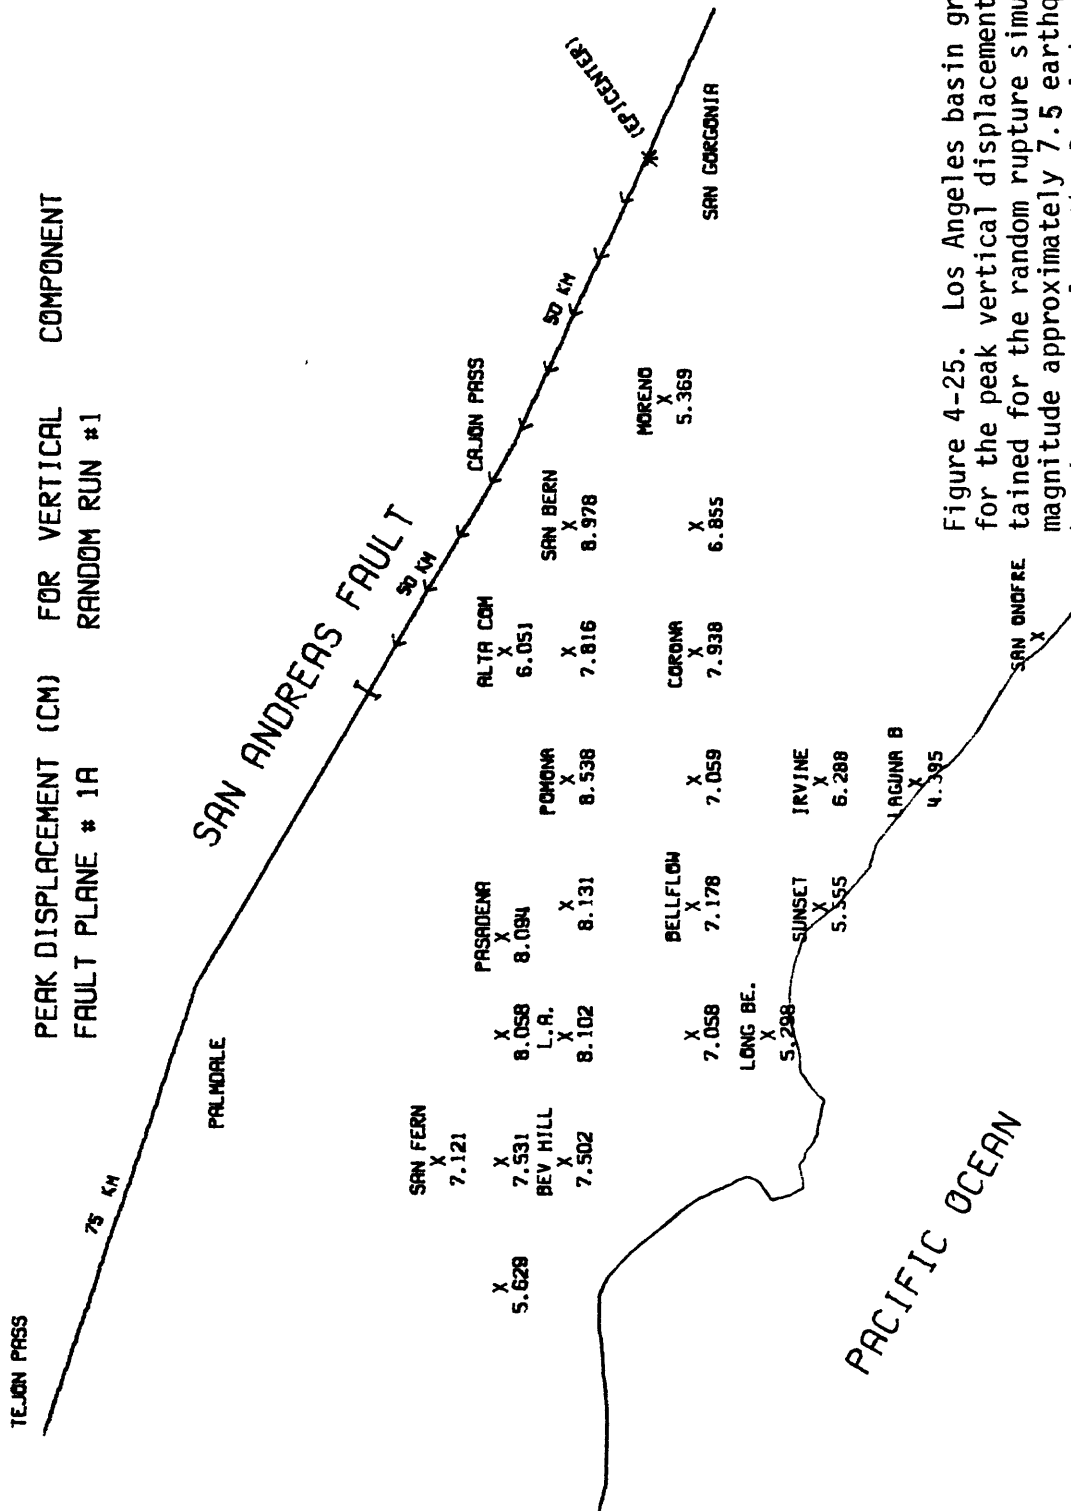 PEAK DISPLACEMENT (CM) FOR VERTICAL COMPONENT
FAULT PLANE # 1A RANDOM RUN #1
TEJON PASS
75 KM
PALMDALE
SAN ANDREAS FAULT
50 KM
CAJON PASS
50 KM
(EPICENTER)
SAN GORGONIA
SAN FERN
X
7.121
X
5.629
X
7.531
X
8.058
PASADENA
X
8.094
ALTA COM
X
6.051
BEV HILL
X
7.502
L.A.
X
8.102
X
8.131
POMONA
X
8.538
X
7.816
SAN BERN
X
8.978
MORENO
X
5.369
X
7.058
BELLFLOW
X
7.178
X
7.059
CORONA
X
7.938
X
6.855
LONG BE.
X
5.298
SUNSET
X
5.555
IRVINE
X
6.288
LAGUNA B
X
4.395
SAN ONOFRE
X
PACIFIC OCEAN
Figure 4-25. Los Angeles basin gr
for the peak vertical displacement
tained for the random rupture simu
magnitude approximately 7.5 earthq